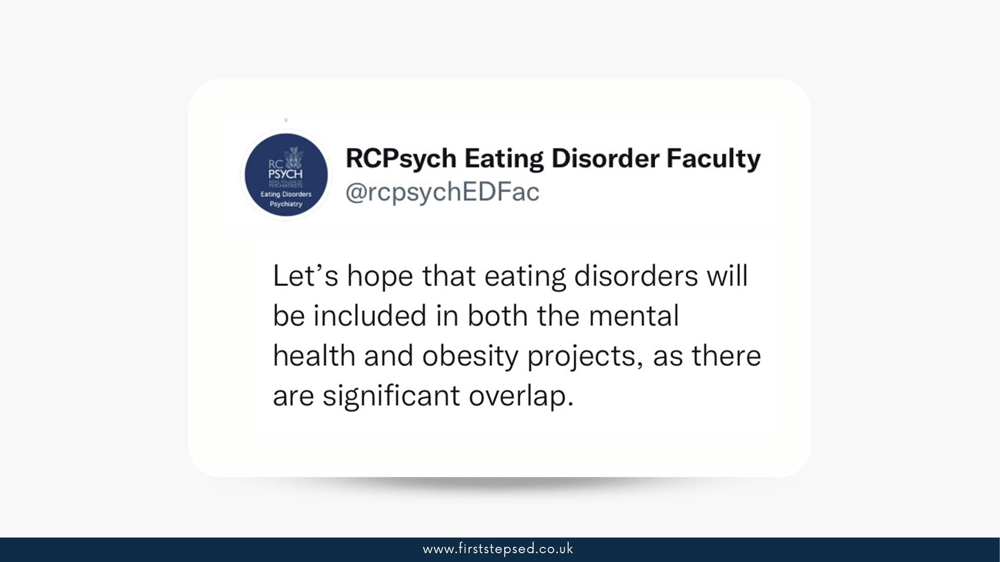 RC
PSYCH
ROYAL COLLEGE OF
PSYCHIATRISTS
Eating Disorders
Psychiatry
RCPsych Eating Disorder Faculty
@rcpsychEDFac
Let’s hope that eating disorders will
be included in both the mental
health and obesity projects, as there
are significant overlap.
www.firststepsed.co.uk